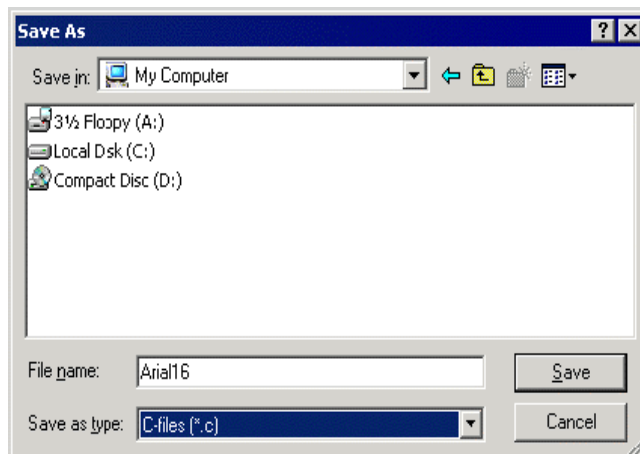 Save As
Save in: My Computer
3½ Floppy (A:)
Local Dsk (C:)
Compact Disc (D:)
File name: Arial16 Save
Save as type: C-files (*.c) Cancel